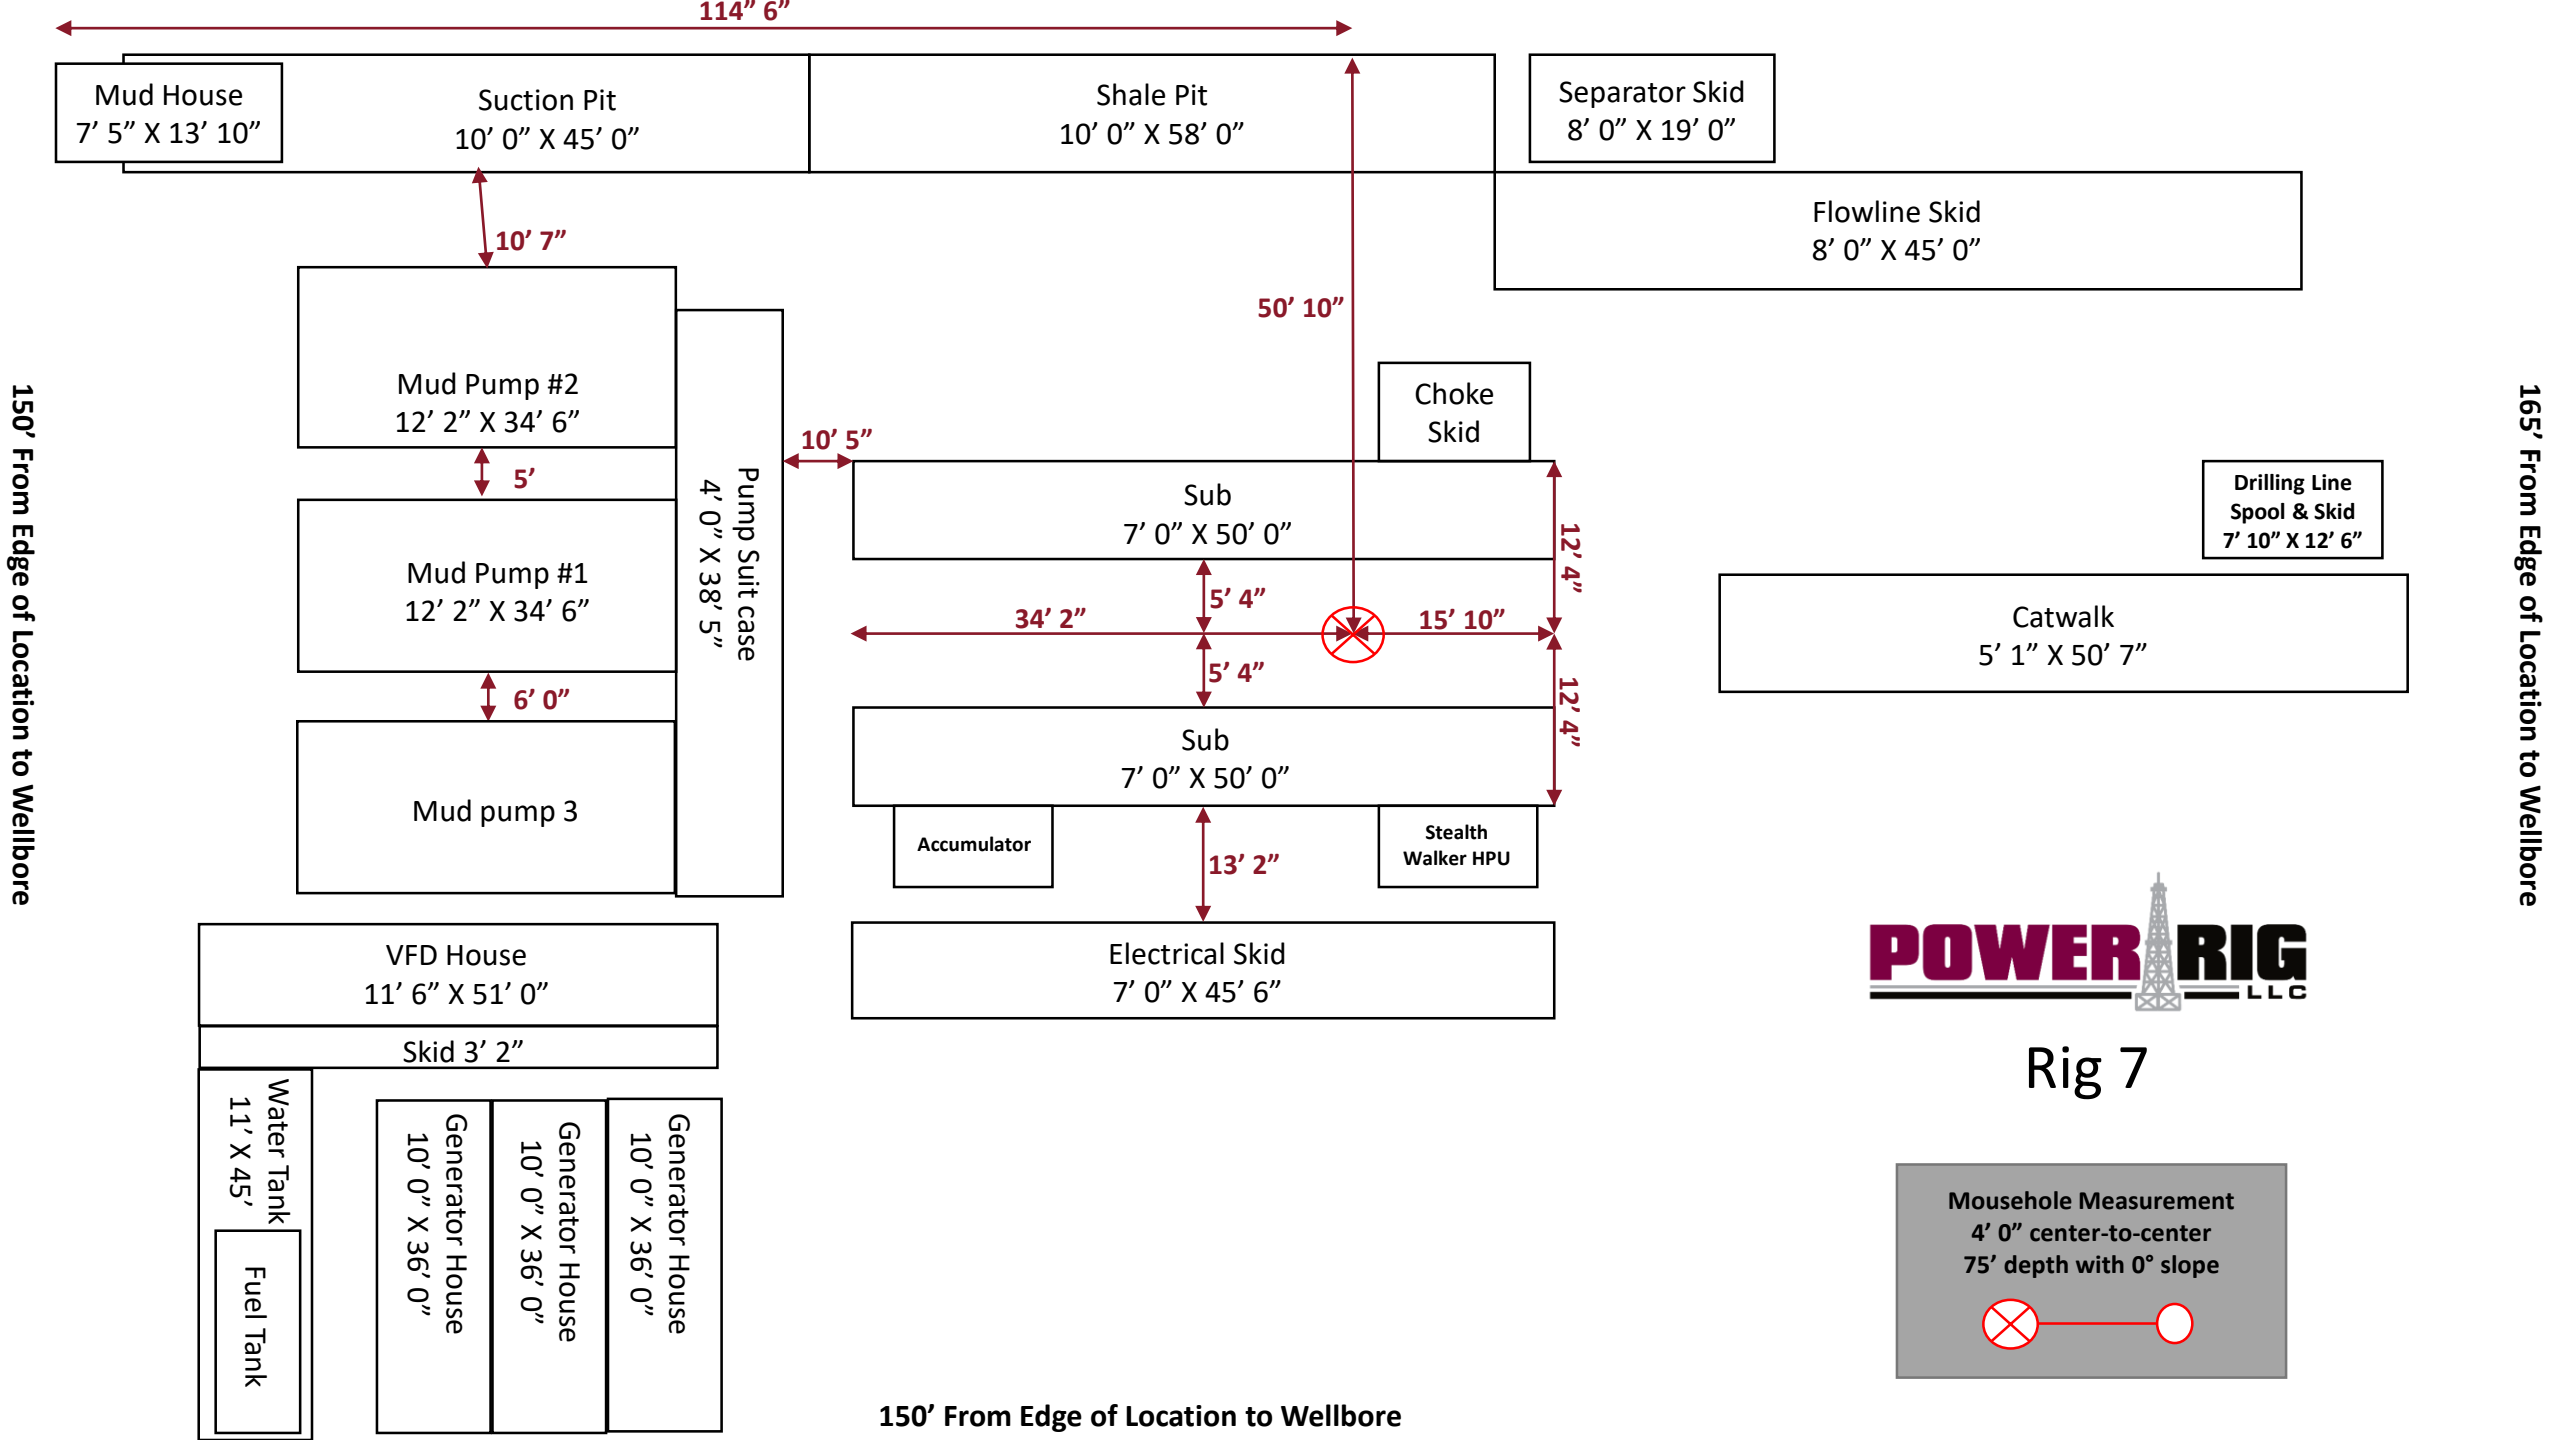 114” 6”
Mud House
7’ 5” X 13’ 10”
Suction Pit
10’ 0” X 45’ 0”
Shale Pit
10’ 0” X 58’ 0”
Separator Skid
8’ 0” X 19’ 0”
Flowline Skid
8’ 0” X 45’ 0”
10’ 7”
50’ 10”
Mud Pump #2
12’ 2” X 34’ 6”
Choke
Skid
10’ 5”
5’
Pump Suit case
4’ 0” X 38’ 5”
Sub
7’ 0” X 50’ 0”
12’ 4”
Drilling Line
Spool & Skid
7’ 10” X 12’ 6”
150’ From Edge of Location to Wellbore
165’ From Edge of Location to Wellbore
Mud Pump #1
12’ 2” X 34’ 6”
5’ 4”
34’ 2”
15’ 10”
Catwalk
5’ 1” X 50’ 7”
5’ 4”
6’ 0”
12’ 4”
Sub
7’ 0” X 50’ 0”
Mud pump 3
Accumulator
13’ 2”
Stealth
Walker HPU
VFD House
11’ 6” X 51’ 0”
Electrical Skid
7’ 0” X 45’ 6”
POWER RIG
LLC
Skid 3’ 2”
Rig 7
Water Tank
11’ X 45’
Generator House
10’ 0” X 36’ 0”
Generator House
10’ 0” X 36’ 0”
Generator House
10’ 0” X 36’ 0”
Fuel Tank
Mousehole Measurement
4’ 0” center-to-center
75’ depth with 0° slope
150’ From Edge of Location to Wellbore